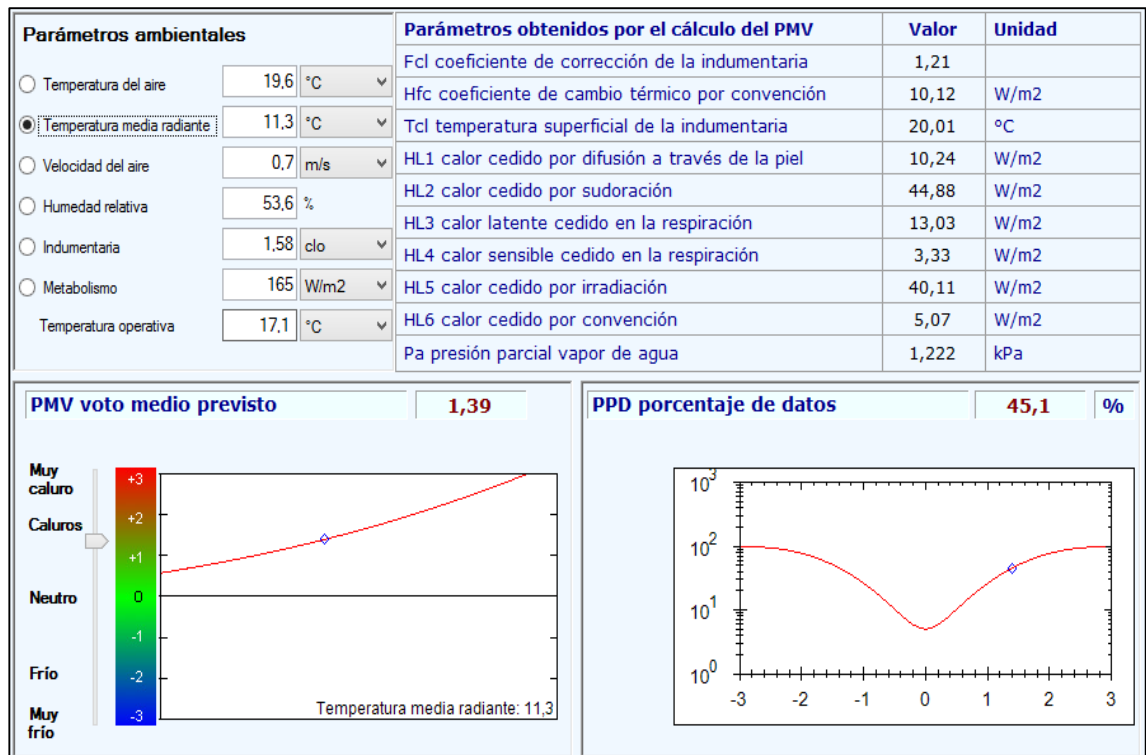 Parámetros ambientales
Temperatura del aire 19,6 °C
Temperatura media radiante 11,3 °C
Velocidad del aire 0,7 m/s
Humedad relativa 53,6 %
Indumentaria 1,58 clo
Metabolismo 165 W/m2
Temperatura operativa 17,1 °C
Parámetros obtenidos por el cálculo del PMV Valor Unidad
Fcl coeficiente de corrección de la indumentaria 1,21
Hfc coeficiente de cambio térmico por convención 10,12 W/m2
Tcl temperatura superficial de la indumentaria 20,01 °C
HL1 calor cedido por difusión a través de la piel 10,24 W/m2
HL2 calor cedido por sudoración 44,88 W/m2
HL3 calor latente cedido en la respiración 13,03 W/m2
HL4 calor sensible cedido en la respiración 3,33 W/m2
HL5 calor cedido por irradiación 40,11 W/m2
HL6 calor cedido por convención 5,07 W/m2
Pa presión parcial vapor de agua 1,222 kPa
PMV voto medio previsto 1,39
Muy
caluro
Caluros
Neutro
Frío
Muy
frío
+3
+2
+1
0
-1
-2
-3
Temperatura media radiante: 11,3
PPD porcentaje de datos 45,1 %
10³
10²
10¹
10⁰
-3 -2 -1 0 1 2 3